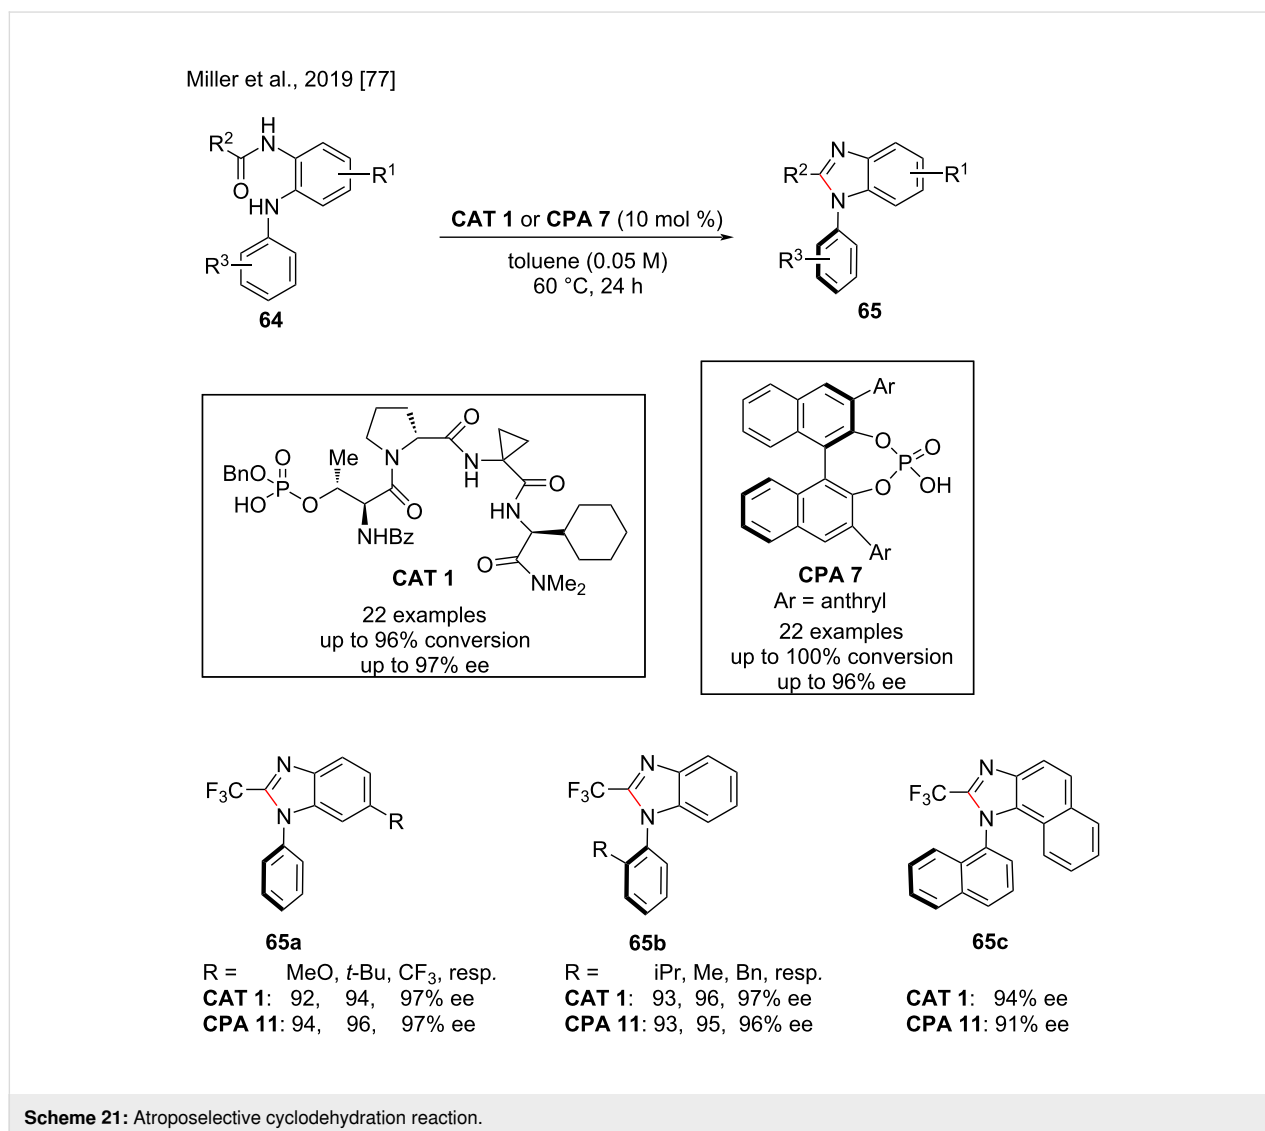 Miller et al., 2019 [77]
H
R² N
R¹
O
HN
R³
64
CAT 1 or CPA 7 (10 mol %)
toluene (0.05 M)
60 °C, 24 h
N
R² R¹
N
R³
65
O
BnO P
HO O
Me
N
O
NHBz
O
N
H
O
HN
O
NMe₂
CAT 1
22 examples
up to 96% conversion
up to 97% ee
Ar
O O
P
O OH
Ar
CPA 7
Ar = anthryl
22 examples
up to 100% conversion
up to 96% ee
N
F₃C
N R
65a
R = MeO, t-Bu, CF₃, resp.
CAT 1: 92, 94, 97% ee
CPA 11: 94, 96, 97% ee
N
F₃C
N
R
65b
R = iPr, Me, Bn, resp.
CAT 1: 93, 96, 97% ee
CPA 11: 93, 95, 96% ee
N
F₃C
N
65c
CAT 1: 94% ee
CPA 11: 91% ee
Scheme 21: Atroposelective cyclodehydration reaction.